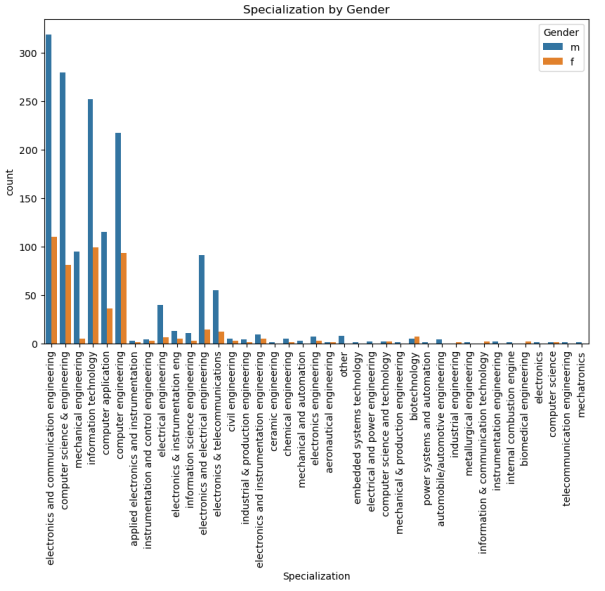 Specialization by Gender
Gender
m
f
count
300
250
200
150
100
50
0
electronics and communication engineering
computer science & engineering
mechanical engineering
information technology
computer application
computer engineering
applied electronics and instrumentation
instrumentation and control engineering
electrical engineering
electronics & instrumentation eng
information science engineering
electronics and electrical engineering
electronics & telecommunications
civil engineering
industrial & production engineering
electronics and instrumentation engineering
ceramic engineering
chemical engineering
mechanical and automation
electronics engineering
aeronautical engineering
other
embedded systems technology
electrical and power engineering
computer science and technology
mechanical & production engineering
biotechnology
power systems and automation
automobile/automotive engineering
industrial engineering
metallurgical engineering
information & communication technology
instrumentation engineering
internal combustion engine
biomedical engineering
electronics
computer science
telecommunication engineering
mechatronics
Specialization